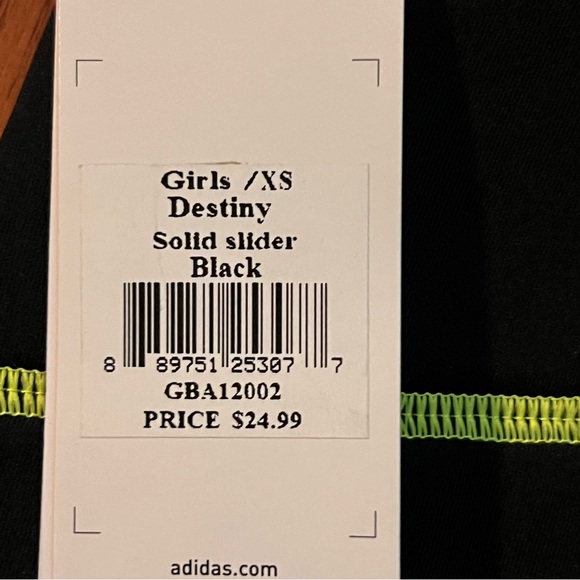 Girls /XS
Destiny
Solid slider
Black
8 89751 25307 7
GBA12002
PRICE $24.99
adidas.com